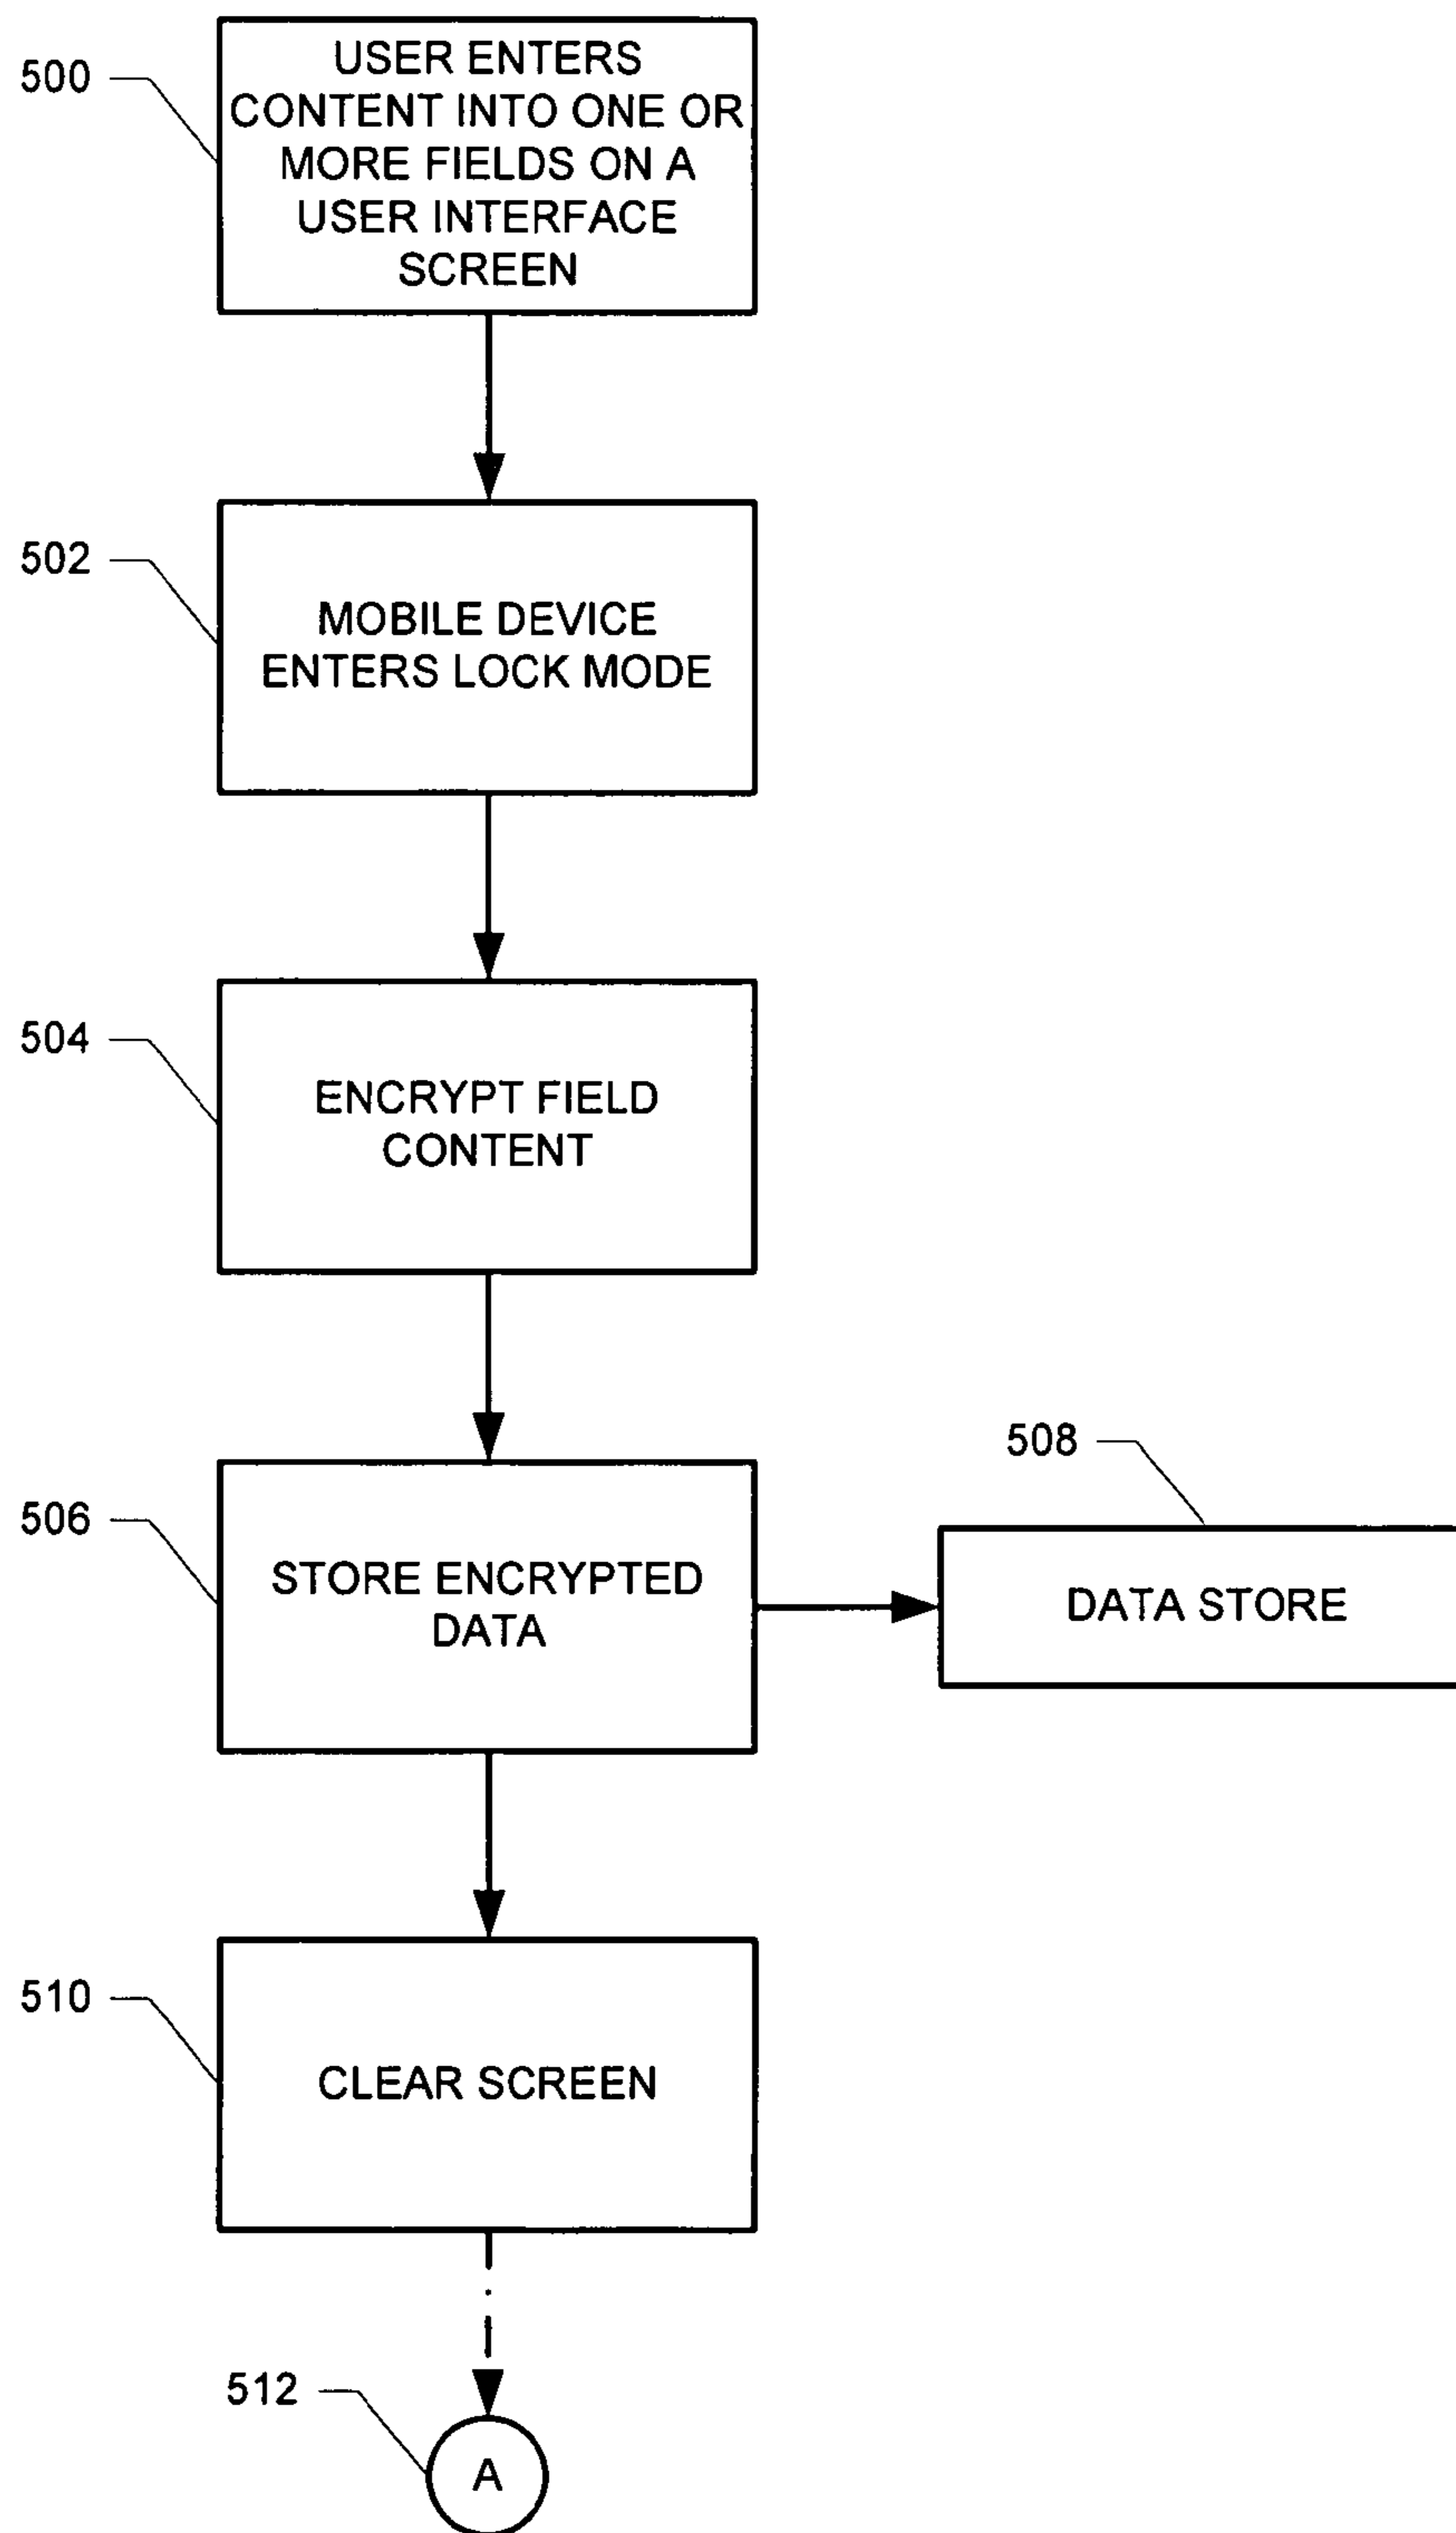 500
USER ENTERS
CONTENT INTO ONE OR
MORE FIELDS ON A
USER INTERFACE
SCREEN
502
MOBILE DEVICE
ENTERS LOCK MODE
504
ENCRYPT FIELD
CONTENT
506
STORE ENCRYPTED
DATA
508
DATA STORE
510
CLEAR SCREEN
512
A